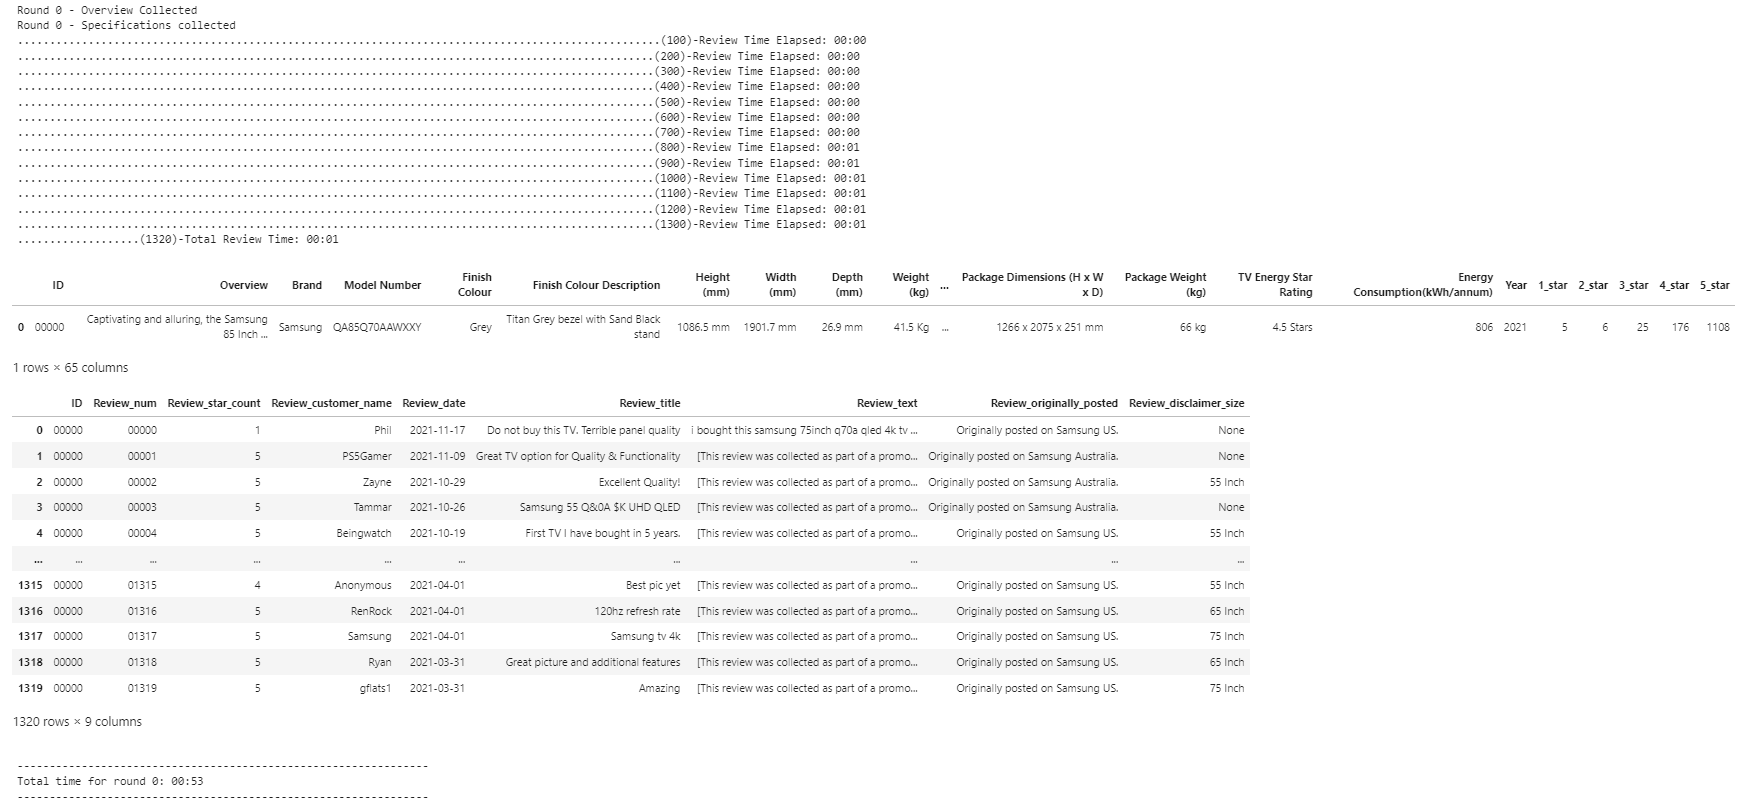 Round 0 - Overview Collected
Round 0 - Specifications collected
....................................................................................................(100)-Review Time Elapsed: 00:00
...................................................................................................(200)-Review Time Elapsed: 00:00
...................................................................................................(300)-Review Time Elapsed: 00:00
...................................................................................................(400)-Review Time Elapsed: 00:00
...................................................................................................(500)-Review Time Elapsed: 00:00
...................................................................................................(600)-Review Time Elapsed: 00:00
...................................................................................................(700)-Review Time Elapsed: 00:00
...................................................................................................(800)-Review Time Elapsed: 00:01
...................................................................................................(900)-Review Time Elapsed: 00:01
...................................................................................................(1000)-Review Time Elapsed: 00:01
...................................................................................................(1100)-Review Time Elapsed: 00:01
...................................................................................................(1200)-Review Time Elapsed: 00:01
...................................................................................................(1300)-Review Time Elapsed: 00:01
...................(1320)-Total Review Time: 00:01
ID Overview Brand Model Number Finish Colour Finish Colour Description Height (mm) Width (mm) Depth (mm) Weight (kg) ... Package Dimensions (H x W x D) Package Weight (kg) TV Energy Star Rating Energy Consumption(kWh/annum) Year 1_star 2_star 3_star 4_star 5_star
0 00000 Captivating and alluring, the Samsung 85 Inch ... Samsung QA85Q70AAWXXY Grey Titan Grey bezel with Sand Black stand 1086.5 mm 1901.7 mm 26.9 mm 41.5 Kg ... 1266 x 2075 x 251 mm 66 kg 4.5 Stars 806 2021 5 6 25 176 1108
1 rows × 65 columns
ID Review_num Review_star_count Review_customer_name Review_date Review_title Review_text Review_originally_posted Review_disclaimer_size
0 00000 00000 1 Phil 2021-11-17 Do not buy this TV. Terrible panel quality i bought this samsung 75inch q70a qled 4k tv ... Originally posted on Samsung US. None
1 00000 00001 5 PS5Gamer 2021-11-09 Great TV option for Quality & Functionality [This review was collected as part of a promo... Originally posted on Samsung Australia. None
2 00000 00002 5 Zayne 2021-10-29 Excellent Quality! [This review was collected as part of a promo... Originally posted on Samsung Australia. 55 Inch
3 00000 00003 5 Tammar 2021-10-26 Samsung 55 Q&0A $K UHD QLED [This review was collected as part of a promo... Originally posted on Samsung Australia. None
4 00000 00004 5 Beingwatch 2021-10-19 First TV I have bought in 5 years. [This review was collected as part of a promo... Originally posted on Samsung US. 55 Inch
... ... ... ... ... ... ... ... ... ...
1315 00000 01315 4 Anonymous 2021-04-01 Best pic yet [This review was collected as part of a promo... Originally posted on Samsung US. 55 Inch
1316 00000 01316 5 RenRock 2021-04-01 120hz refresh rate [This review was collected as part of a promo... Originally posted on Samsung US. 65 Inch
1317 00000 01317 5 Samsung 2021-04-01 Samsung tv 4k [This review was collected as part of a promo... Originally posted on Samsung US. 75 Inch
1318 00000 01318 5 Ryan 2021-03-31 Great picture and additional features [This review was collected as part of a promo... Originally posted on Samsung US. 65 Inch
1319 00000 01319 5 gflats1 2021-03-31 Amazing [This review was collected as part of a promo... Originally posted on Samsung US. 75 Inch
1320 rows × 9 columns
----------------------------------------------------------------
Total time for round 0: 00:53
----------------------------------------------------------------